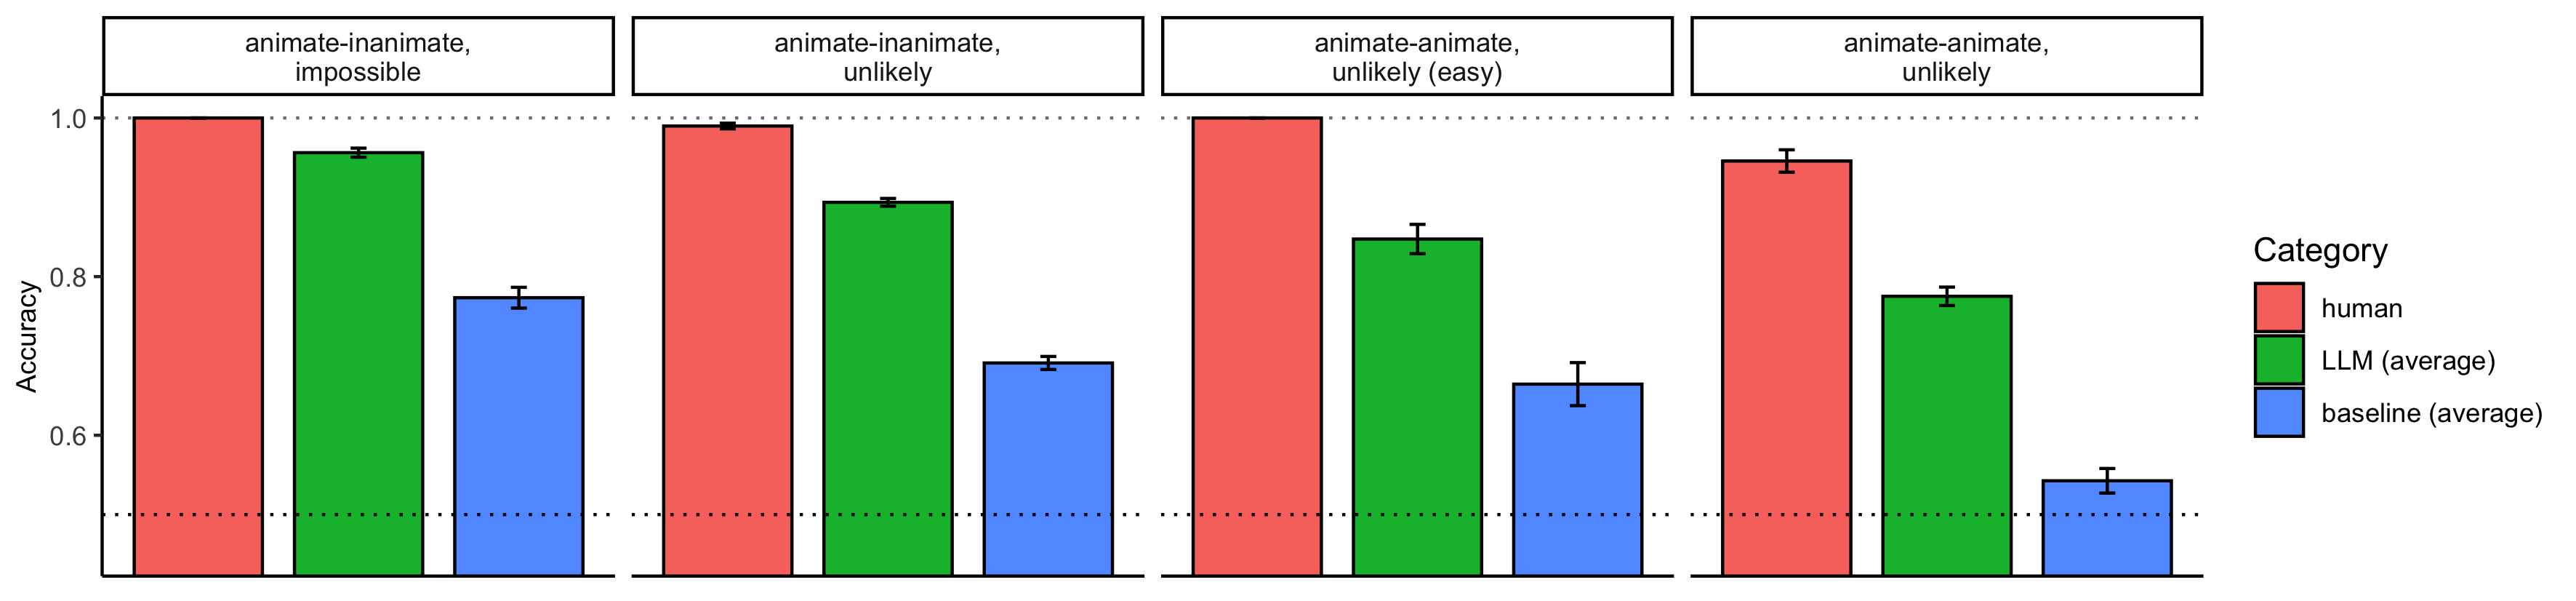 animate-inanimate,
impossible
animate-inanimate,
unlikely
animate-animate,
unlikely (easy)
animate-animate,
unlikely
Accuracy
1.0
0.8
0.6
Category
human
LLM (average)
baseline (average)